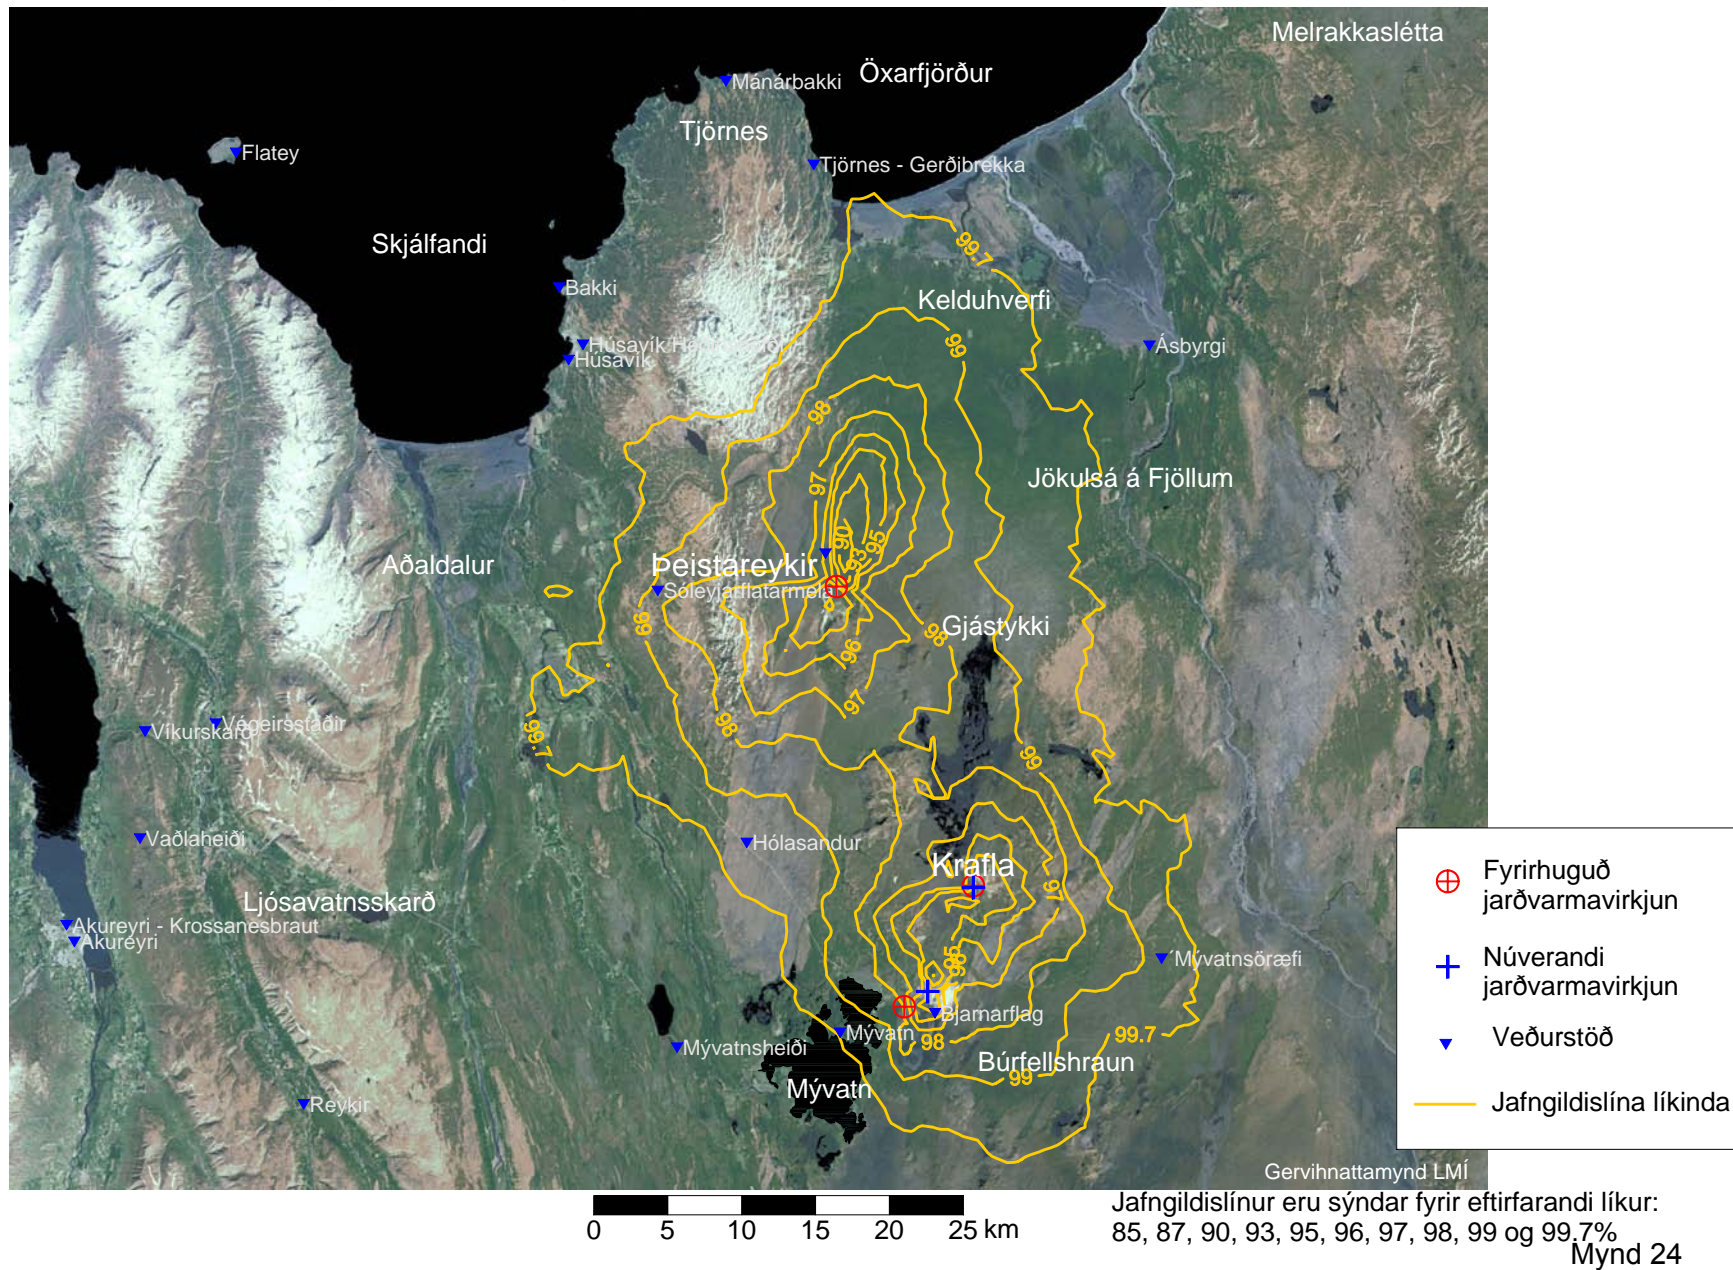 Melrakkaslétta
Öxarfjörður
Mánárbakki
Tjörnes
Flatey
Tjörnes - Gerðibrekka
Skjálfandi
99.7
Bakki
Kelduhverfi
Húsavík
Ásbyrgi
99
98
97
Jökulsá á Fjöllum
90
95
93
Aðaldalur
Þeistareykir
99
98
Gjástykki
96
97
98
Végeirsstaðir
Víkurskarð
99.7
99
Vaðlaheiði
Hólasandur
Krafla
97
Ljósavatnsskarð
Akureyri - Krossanesbraut
Akureyri
95
Mývatnsöræfi
Bjarnarflag
Mývatn
98
99.7
Mývatnsheiði
Búrfellshraun
99
Mývatn
Reykir
Fyrirhuguð
jarðvarmavirkjun
Núverandi
jarðvarmavirkjun
Veðurstöð
Jafngildislína líkinda
Gervihnattamynd LMÍ
0 5 10 15 20 25 km
Jafngildislínur eru sýndar fyrir eftirfarandi líkur:
85, 87, 90, 93, 95, 96, 97, 98, 99 og 99.7%
Mynd 24